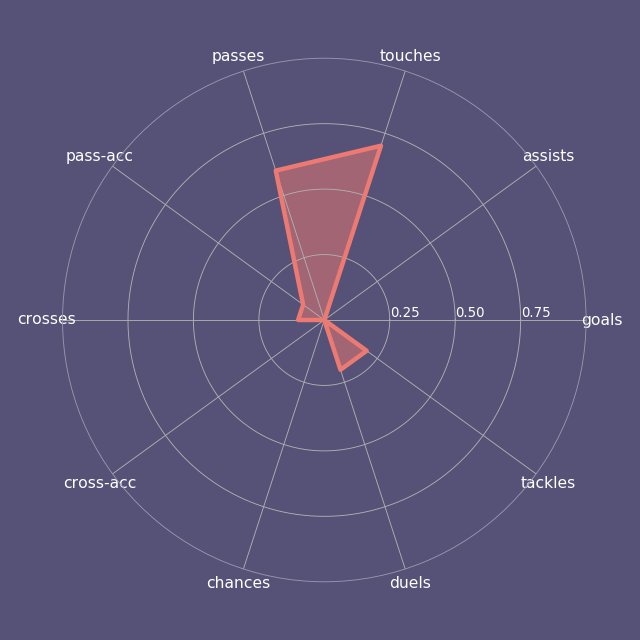 passes
touches
pass-acc
assists
crosses
0.25
0.50
0.75
goals
cross-acc
tackles
chances
duels